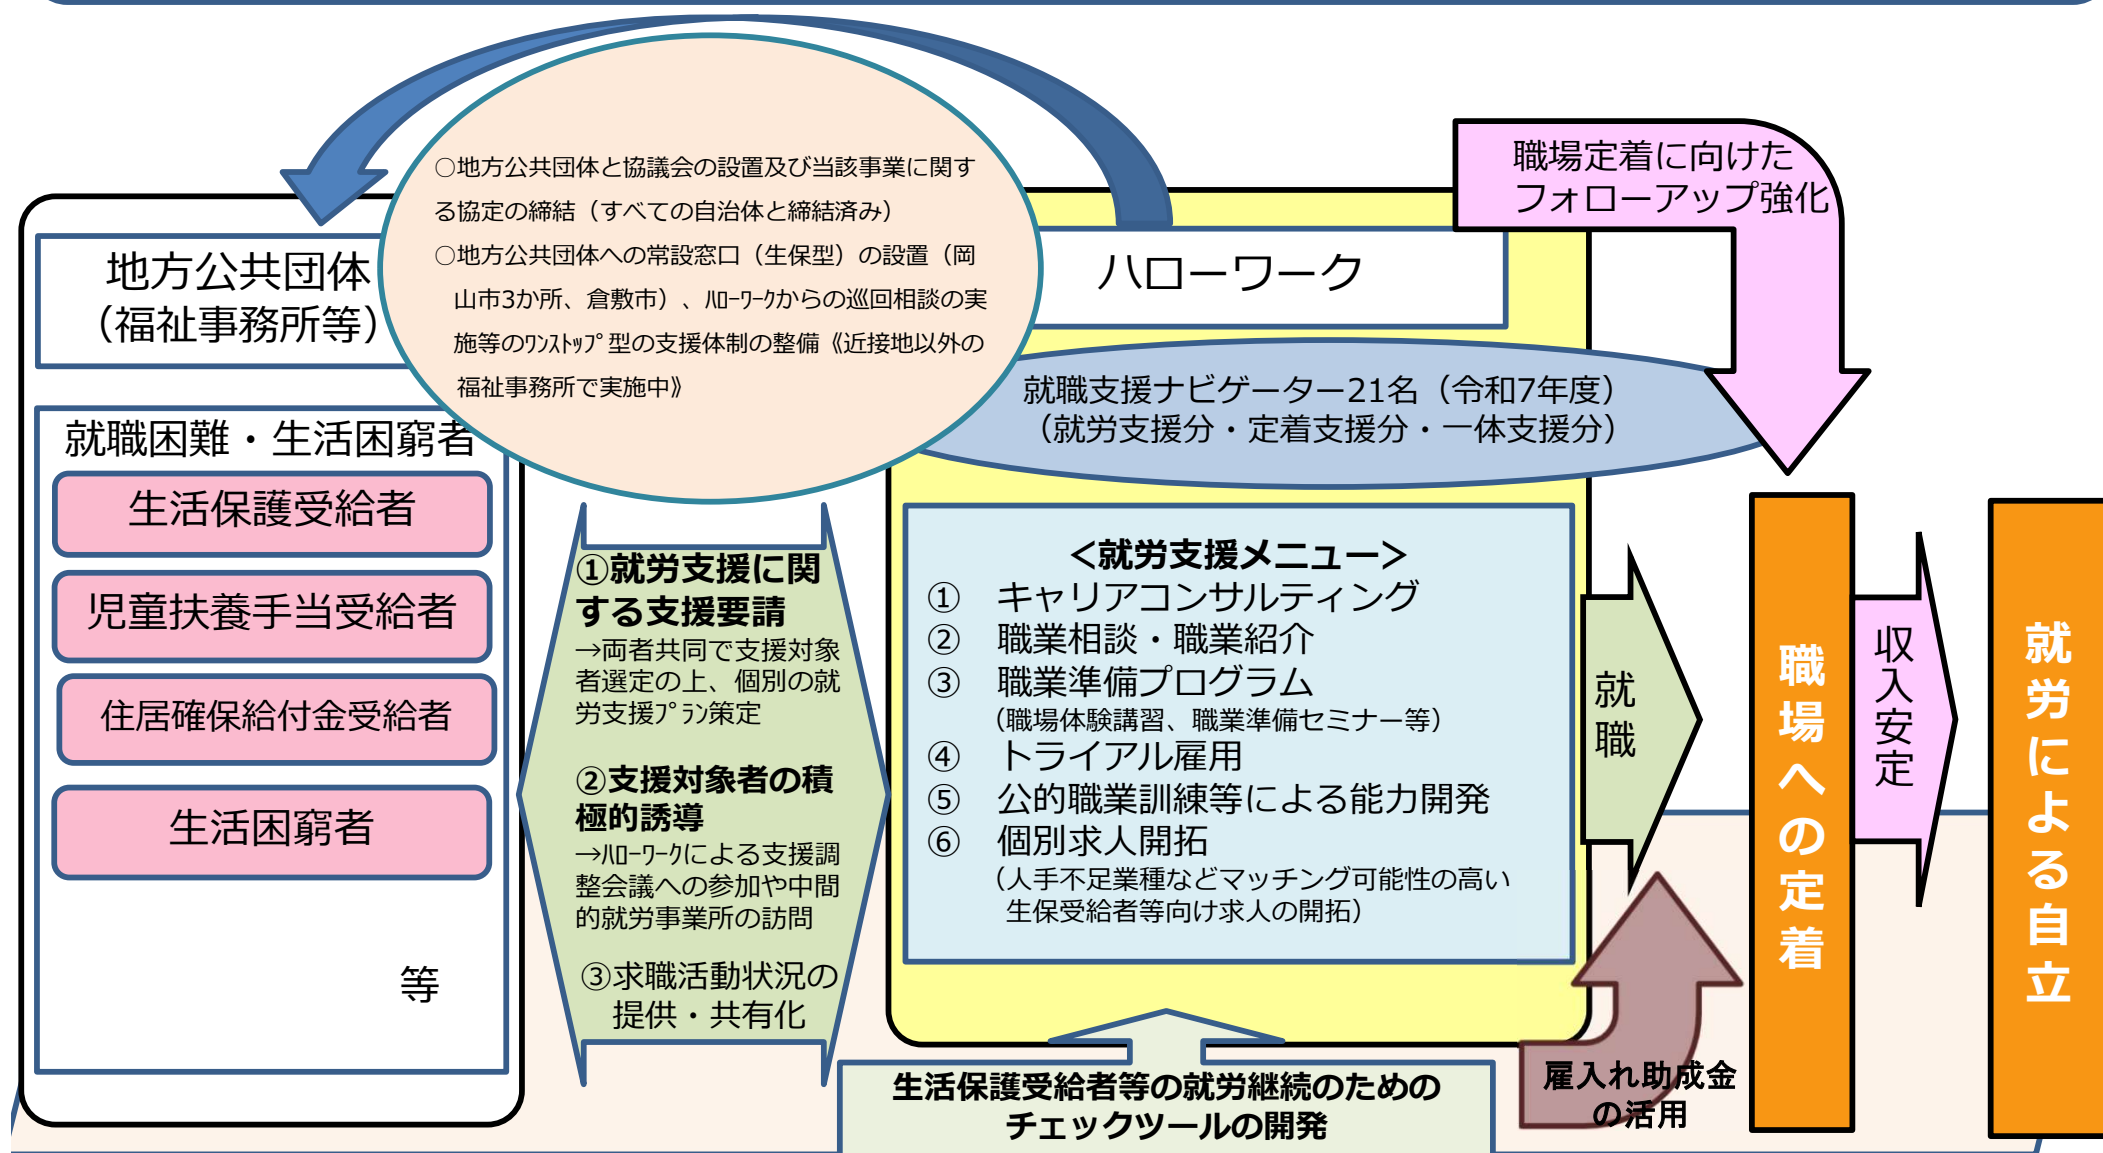 ○地方公共団体と協議会の設置及び当該事業に関す
る協定の締結（すべての自治体と締結済み）
○地方公共団体への常設窓口（生保型）の設置（岡
山市3か所、倉敷市）、ﾊﾛｰﾜｰｸからの巡回相談の実
施等のﾜﾝｽﾄｯﾌﾟ型の支援体制の整備《近接地以外の
福祉事務所で実施中》
地方公共団体
（福祉事務所等）
就職困難・生活困窮者
生活保護受給者
児童扶養手当受給者
住居確保給付金受給者
生活困窮者
等
①就労支援に関
する支援要請
→両者共同で支援対象
者選定の上、個別の就
労支援ﾌﾟﾗﾝ策定
②支援対象者の積
極的誘導
→ﾊﾛｰﾜｰｸによる支援調
整会議への参加や中間
的就労事業所の訪問
③求職活動状況の
提供・共有化
ハローワーク
就職支援ナビゲーター21名（令和7年度）
（就労支援分・定着支援分・一体支援分）
＜就労支援メニュー＞
① キャリアコンサルティング
② 職業相談・職業紹介
③ 職業準備プログラム
（職場体験講習、職業準備セミナー等）
④ トライアル雇用
⑤ 公的職業訓練等による能力開発
⑥ 個別求人開拓
（人手不足業種などマッチング可能性の高い
生保受給者等向け求人の開拓）
生活保護受給者等の就労継続のための
チェックツールの開発
職場定着に向けた
フォローアップ強化
就職
雇入れ助成金
の活用
職場への定着
収入安定
就労による自立